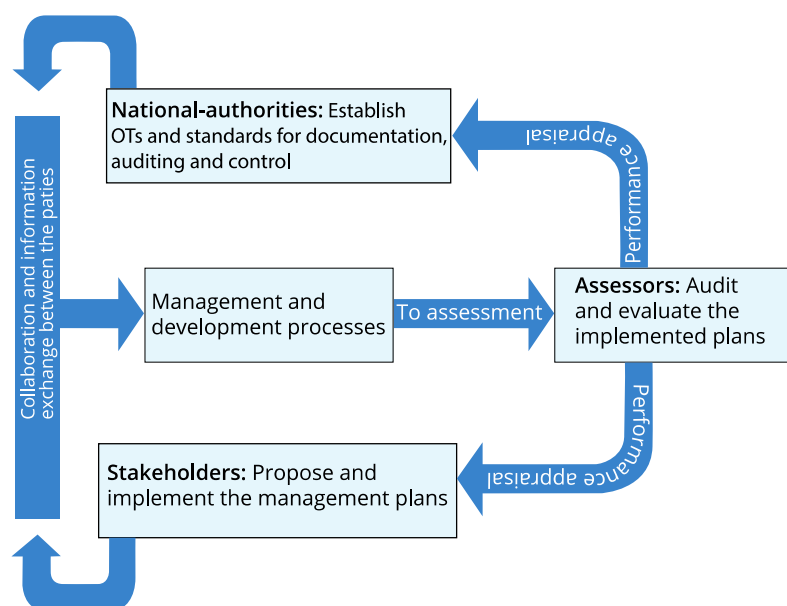 National-authorities: Establish
OTs and standards for documentation,
auditing and control
Performance appraisal
Collaboration and information
exchange between the paties
Management and
development processes
To assessment
Assessors: Audit
and evaluate the
implemented plans
Stakeholders: Propose and
implement the management plans
Performance appraisal